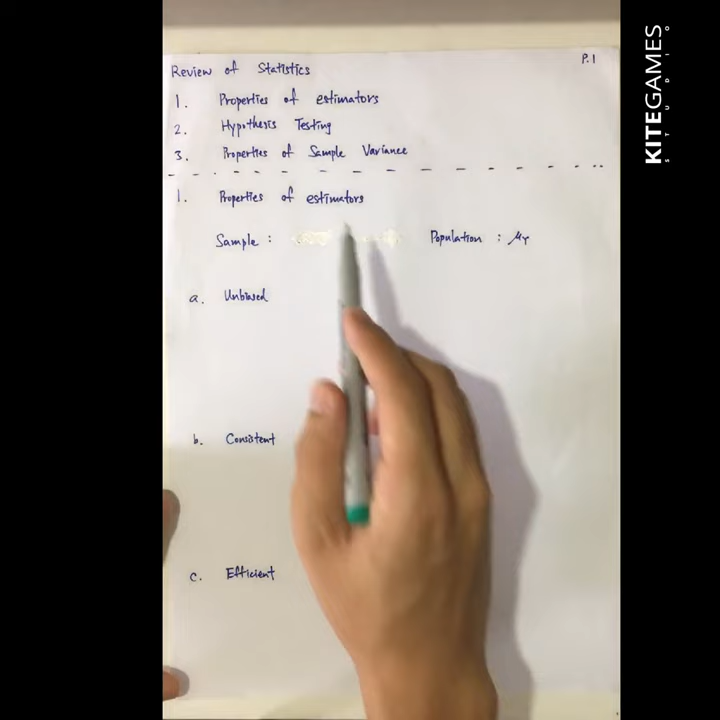 Review of Statistics
P.1
1. Properties of estimators
2. Hypothesis Testing
3. Properties of Sample Variance
1. Properties of estimators
Sample :
Population : μY
a. Unbiased
b. Consistent
c. Efficient
KITEGAMES
STUDIO